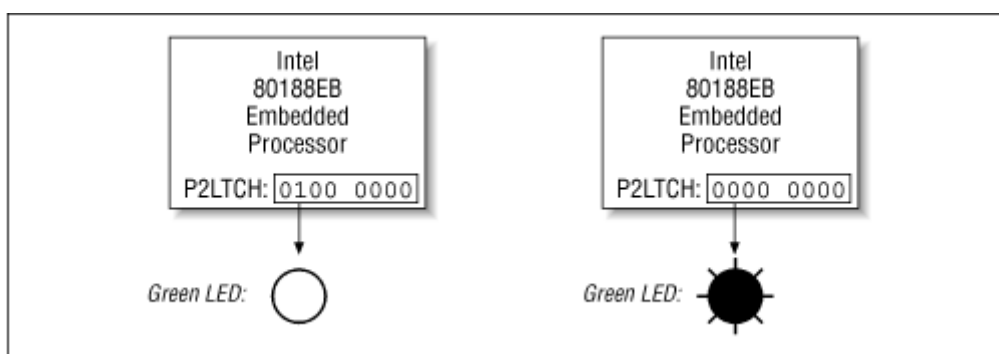 Intel
80188EB
Embedded
Processor
P2LTCH: 0100 0000
Green LED:
Intel
80188EB
Embedded
Processor
P2LTCH: 0000 0000
Green LED: